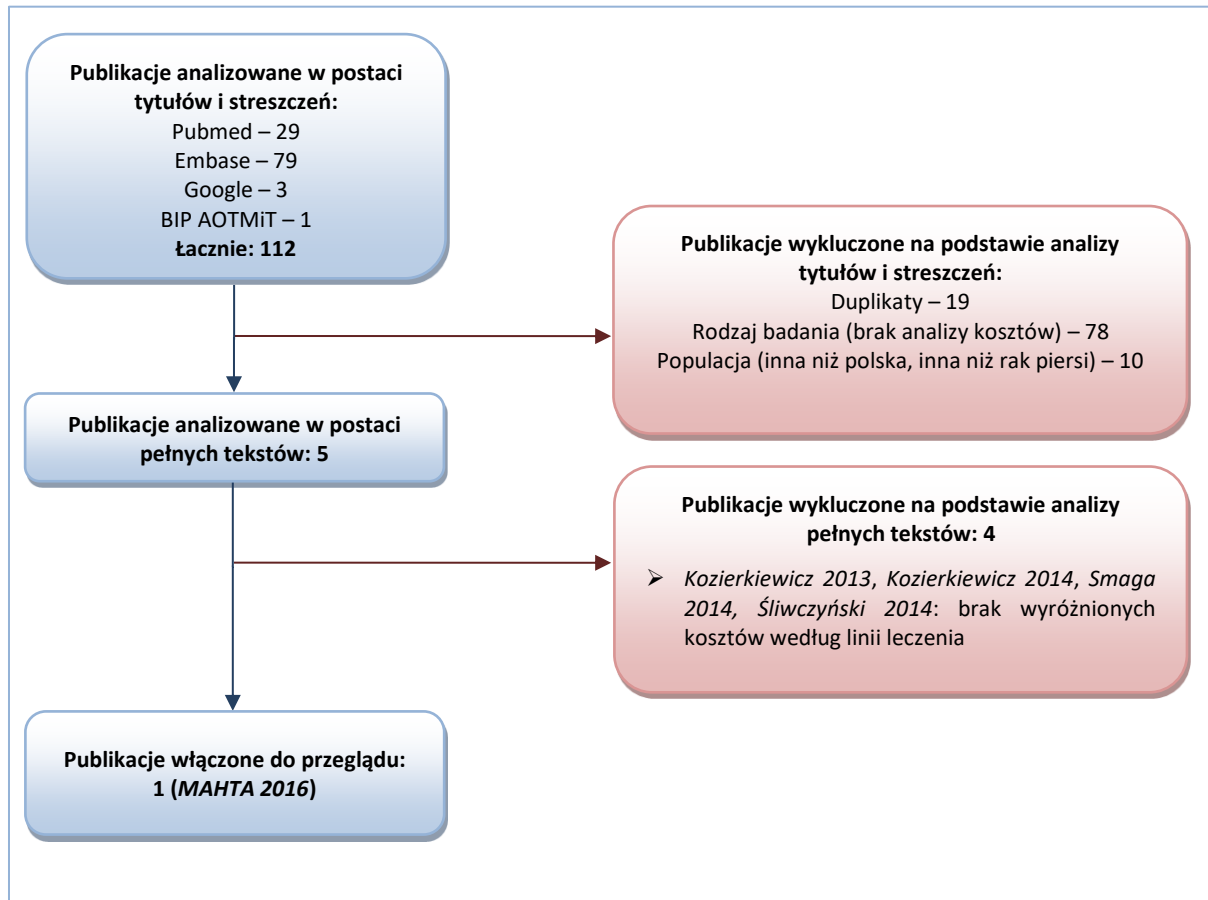 Publikacje analizowane w postaci
tytułów i streszczeń:
Pubmed – 29
Embase – 79
Google – 3
BIP AOTMiT – 1
Łacznie: 112
Publikacje wykluczone na podstawie analizy
tytułów i streszczeń:
Duplikaty – 19
Rodzaj badania (brak analizy kosztów) – 78
Populacja (inna niż polska, inna niż rak piersi) – 10
Publikacje analizowane w postaci
pełnych tekstów: 5
Publikacje wykluczone na podstawie analizy
pełnych tekstów: 4
➢ Kozierkiewicz 2013, Kozierkiewicz 2014, Smaga
2014, Śliwczyński 2014: brak wyróżnionych
kosztów według linii leczenia
Publikacje włączone do przeglądu:
1 (MAHTA 2016)